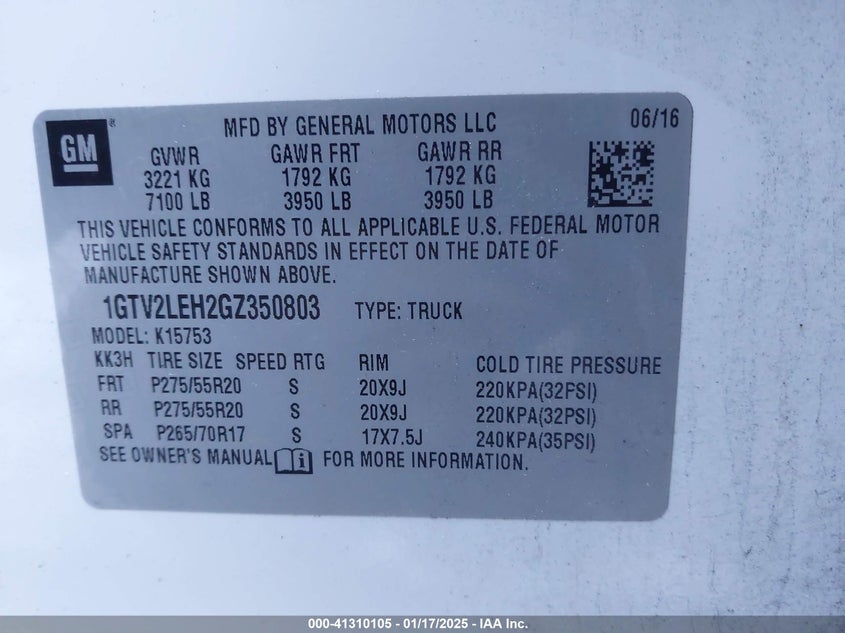 GM ®
MFD BY GENERAL MOTORS LLC 06/16
GVWR GAWR FRT GAWR RR
3221 KG 1792 KG 1792 KG
7100 LB 3950 LB 3950 LB
THIS VEHICLE CONFORMS TO ALL APPLICABLE U.S. FEDERAL MOTOR
VEHICLE SAFETY STANDARDS IN EFFECT ON THE DATE OF
MANUFACTURE SHOWN ABOVE.
1GTV2LEH2GZ350803 TYPE: TRUCK
MODEL: K15753
KK3H TIRE SIZE SPEED RTG RIM COLD TIRE PRESSURE
FRT P275/55R20 S 20X9J 220KPA(32PSI)
RR P275/55R20 S 20X9J 220KPA(32PSI)
SPA P265/70R17 S 17X7.5J 240KPA(35PSI)
SEE OWNER'S MANUAL i FOR MORE INFORMATION.
000-41310105 - 01/17/2025 - IAA Inc.